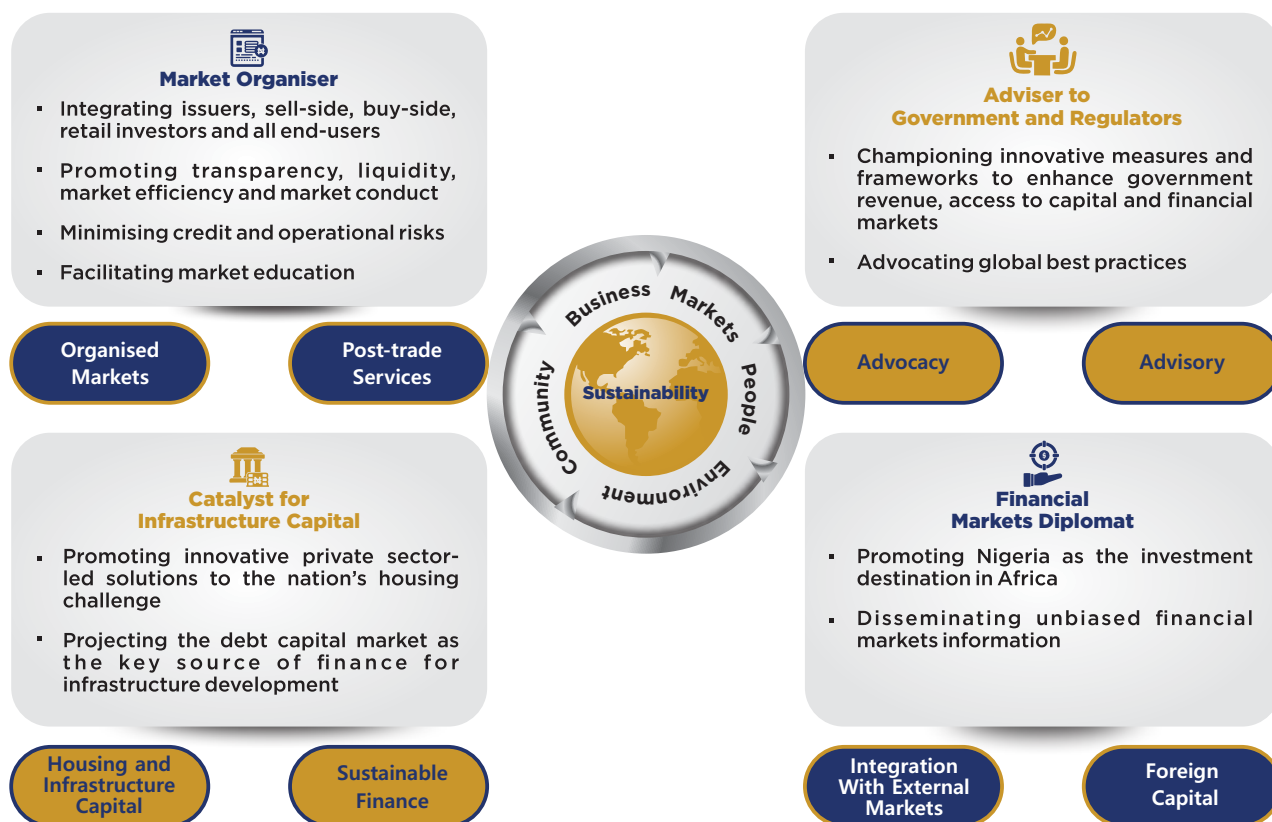 Market Organiser
▪ Integrating issuers, sell-side, buy-side,
retail investors and all end-users
▪ Promoting transparency, liquidity,
market efficiency and market conduct
▪ Minimising credit and operational risks
▪ Facilitating market education
Organised
Markets
Post-trade
Services
Adviser to
Government and Regulators
▪ Championing innovative measures and
frameworks to enhance government
revenue, access to capital and financial
markets
▪ Advocating global best practices
Advocacy
Advisory
Business
Markets
People
Environment
Community
Sustainability
Catalyst for
Infrastructure Capital
▪ Promoting innovative private sector-
led solutions to the nation’s housing
challenge
▪ Projecting the debt capital market as
the key source of finance for
infrastructure development
Housing and
Infrastructure
Capital
Sustainable
Finance
Financial
Markets Diplomat
▪ Promoting Nigeria as the investment
destination in Africa
▪ Disseminating unbiased financial
markets information
Integration
With External
Markets
Foreign
Capital